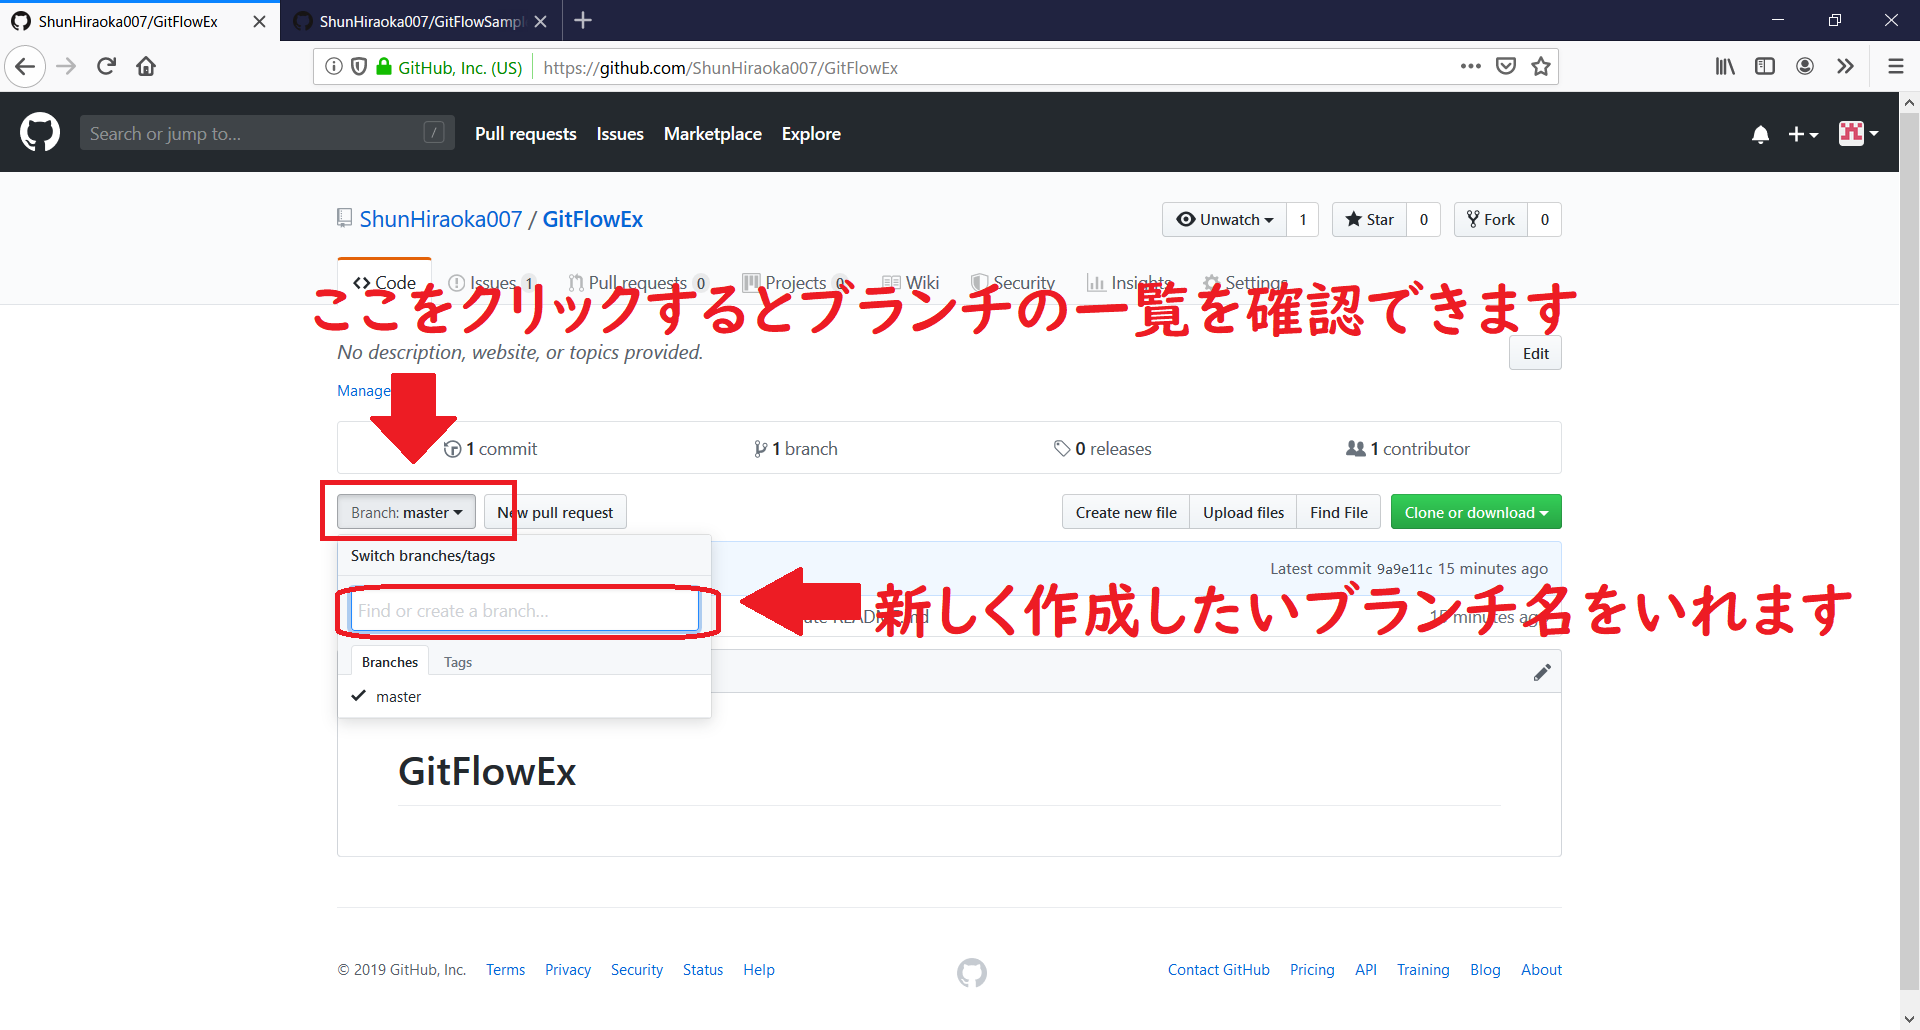 ShunHiraoka007/GitFlowEx
ShunHiraoka007/GitFlowSampl
GitHub, Inc. (US) https://github.com/ShunHiraoka007/GitFlowEx
Search or jump to... / Pull requests Issues Marketplace Explore
ShunHiraoka007 / GitFlowEx
Unwatch 1 Star 0 Fork 0
Code Issues 1 Pull requests 0 Projects 0 Wiki Security Insights Settings
ここをクリックするとブランチの一覧を確認できます
No description, website, or topics provided.
Edit
Manage
1 commit 1 branch 0 releases 1 contributor
Branch: master New pull request Create new file Upload files Find File Clone or download
Switch branches/tags
Latest commit 9a9e11c 15 minutes ago
Find or create a branch...
新しく作成したいブランチ名をいれます
Branches Tags
master
GitFlowEx
© 2019 GitHub, Inc. Terms Privacy Security Status Help Contact GitHub Pricing API Training Blog About